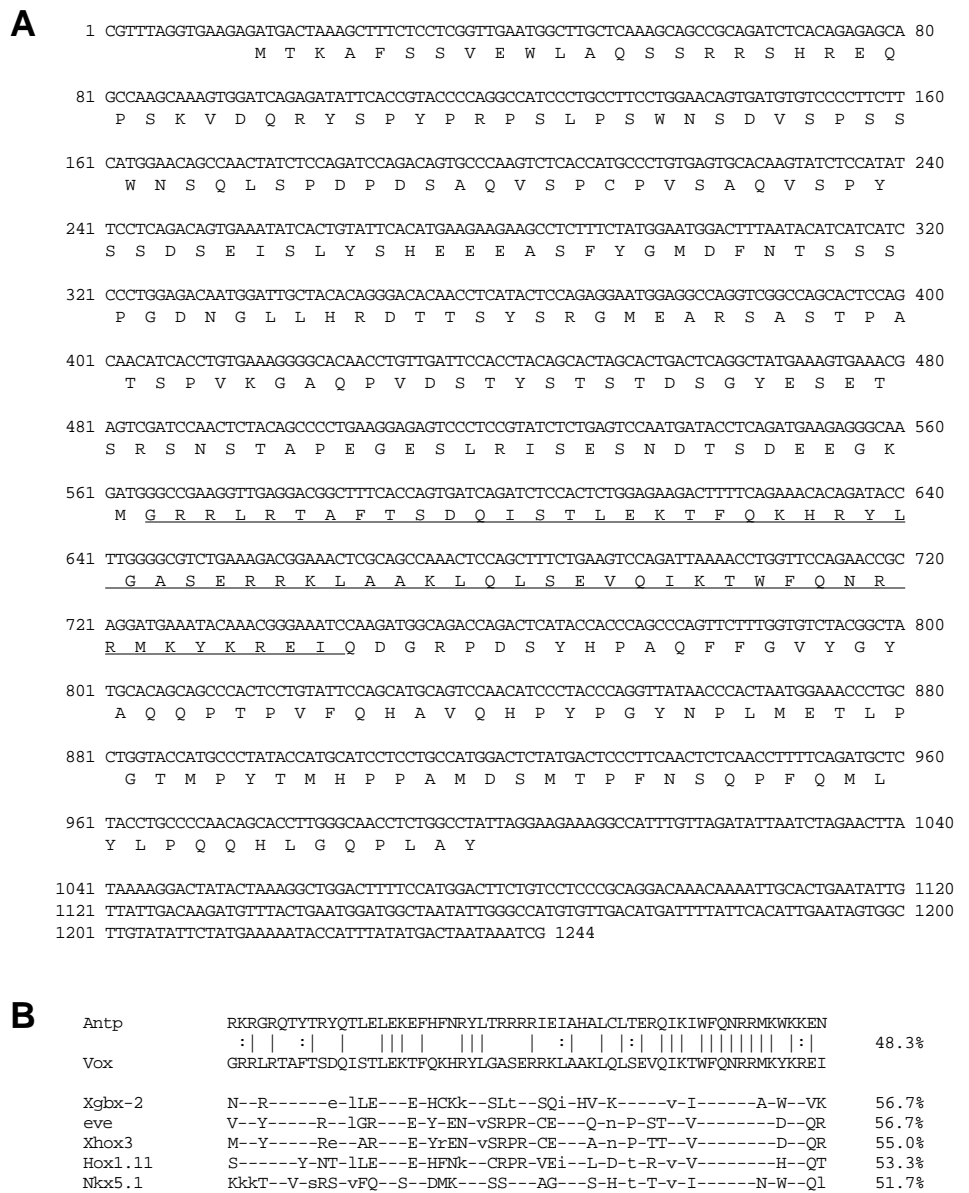 A
1 CGTTTAGGTGAAGAGATGACTAAAGCTTTCTCCTCGGTTGAATGGCTTGCTCAAAGCAGCCGCAGATCTCACAGAGAGCA 80
M T K A F S S V E W L A Q S S R R S H R E Q
81 GCCAAGCAAAGTGGATCAGAGATATTCACCGTACCCCAGGCCATCCCTGCCTTCCTGGAACAGTGATGTGTCCCCTTCTT 160
P S K V D Q R Y S P Y P R P S L P S W N S D V S P S S
161 CATGGAACAGCCAACTATCTCCAGATCCAGACAGTGCCCAAGTCTCACCATGCCCTGTGAGTGCACAAGTATCTCCATAT 240
W N S Q L S P D P D S A Q V S P C P V S A Q V S P Y
241 TCCTCAGACAGTGAAATATCACTGTATTCACATGAAGAAGAAGCCTCTTTCTATGGAATGGACTTTAATACATCATCATC 320
S S D S E I S L Y S H E E E A S F Y G M D F N T S S S
321 CCCTGGAGACAATGGATTGCTACACAGGGACACAACCTCATACTCCAGAGGAATGGAGGCCAGGTCGGCCAGCACTCCAG 400
P G D N G L L H R D T T S Y S R G M E A R S A S T P A
401 CAACATCACCTGTGAAAGGGGCACAACCTGTTGATTCCACCTACAGCACTAGCACTGACTCAGGCTATGAAAGTGAAACG 480
T S P V K G A Q P V D S T Y S T S T D S G Y E S E T
481 AGTCGATCCAACTCTACAGCCCCTGAAGGAGAGTCCCTCCGTATCTCTGAGTCCAATGATACCTCAGATGAAGAGGGCAA 560
S R S N S T A P E G E S L R I S E S N D T S D E E G K
561 GATGGGCCGAAGGTTGAGGACGGCTTTCACCAGTGATCAGATCTCCACTCTGGAGAAGACTTTTCAGAAACACAGATACC 640
M G R R L R T A F T S D Q I S T L E K T F Q K H R Y L
641 TTGGGGCGTCTGAAAGACGGAAACTCGCAGCCAAACTCCAGCTTTCTGAAGTCCAGATTAAAACCTGGTTCCAGAACCGC 720
G A S E R R K L A A K L Q L S E V Q I K T W F Q N R
721 AGGATGAAATACAAACGGGAAATCCAAGATGGCAGACCAGACTCATACCACCCAGCCCAGTTCTTTGGTGTCTACGGCTA 800
R M K Y K R E I Q D G R P D S Y H P A Q F F G V Y G Y
801 TGCACAGCAGCCCACTCCTGTATTCCAGCATGCAGTCCAACATCCCTACCCAGGTTATAACCCACTAATGGAAACCCTGC 880
A Q Q P T P V F Q H A V Q H P Y P G Y N P L M E T L P
881 CTGGTACCATGCCCTATACCATGCATCCTCCTGCCATGGACTCTATGACTCCCTTCAACTCTCAACCTTTTCAGATGCTC 960
G T M P Y T M H P P A M D S M T P F N S Q P F Q M L
961 TACCTGCCCCAACAGCACCTTGGGCAACCTCTGGCCTATTAGGAAGAAAGGCCATTTGTTAGATATTAATCTAGAACTTA 1040
Y L P Q Q H L G Q P L A Y
1041 TAAAAGGACTATACTAAAGGCTGGACTTTTCCATGGACTTCTGTCCTCCCGCAGGACAAACAAAATTGCACTGAATATTG 1120
1121 TTATTGACAAGATGTTTACTGAATGGATGGCTAATATTGGGCCATGTGTTGACATGATTTTATTCACATTGAATAGTGGC 1200
1201 TTGTATATTCTATGAAAAATACCATTTATATGACTAATAAATCG 1244
B
Antp RKRGRQTYTRYQTLELEKEFHFNRYLTRRRRIEIAHALCLTERQIKIWFQNRRMKWKKEN
48.3%
Vox GRRLRTAFTSDQISTLEKTFQKHRYLGASERRKLAAKLQLSEVQIKTWFQNRRMKYKREI
Xgbx-2 N--R------e-lLE---E-HCKk--SLt--SQi-HV-K-----v-I------A-W--VK 56.7%
eve V--Y-----R--lGR---E-Y-EN-vSRPR-CE---Q-n-P-ST--V--------D--QR 56.7%
Xhox3 M--Y-----Re--AR---E-YrEN-vSRPR-CE---A-n-P-TT--V--------D--QR 55.0%
Hox1.11 S------Y-NT-lLE---E-HFNk--CRPR-VEi--L-D-t-R-v-V--------H--QT 53.3%
Nkx5.1 KkkT--V-sRS-vFQ--S--DMK---SS---AG---S-H-t-T-v-I------N-W--Ql 51.7%